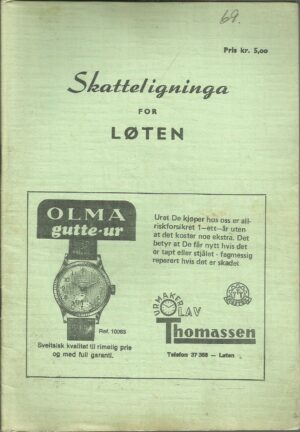 69.
Pris kr. 5,00
Skatteligninga
FOR
LØTEN
OLMA
gutte-ur
Ref. 10063
Sveitsisk kvalitet til rimelig pris
og med full garanti.
Uret De kjøper hos oss er all-
riskforsikret 1—ett—år uten
at det koster noe ekstra. Det
betyr at De får nytt hvis det
er tapt eller stjålet - fagmessig
reparert hvis det er skadet.
URMAKER
OLAV
Thomassen
Telefon 37 368 — Løten